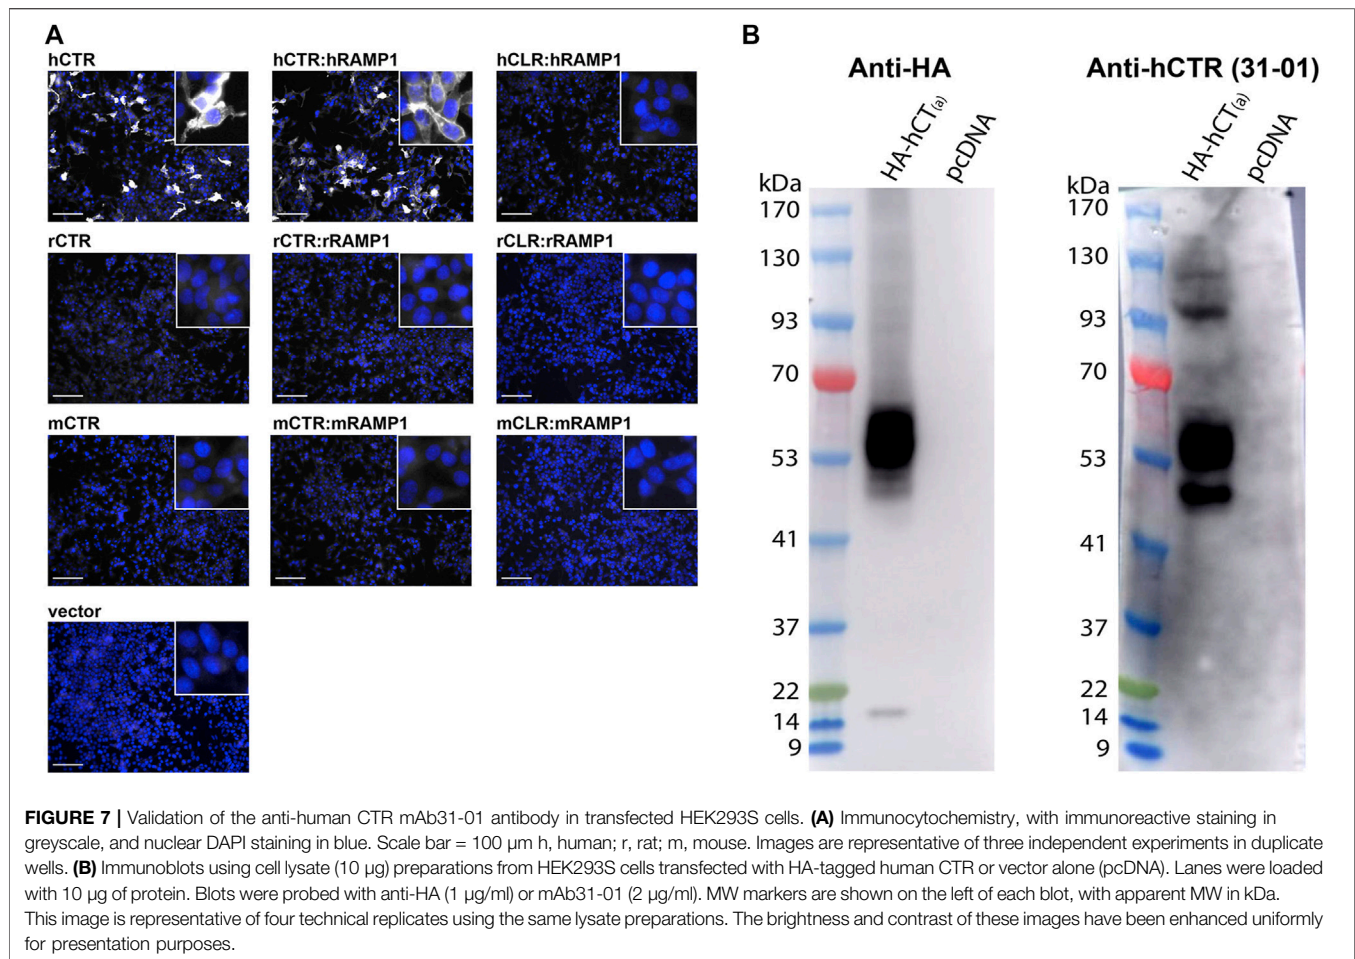 A
hCTR
hCTR:hRAMP1
hCLR:hRAMP1
rCTR
rCTR:rRAMP1
rCLR:rRAMP1
mCTR
mCTR:mRAMP1
mCLR:mRAMP1
vector
B
Anti-HA
HA-hCT(a)
pcDNA
kDa
170
130
93
70
53
41
37
22
14
9
Anti-hCTR (31-01)
HA-hCT(a)
pcDNA
kDa
170
130
93
70
53
41
37
22
14
9
FIGURE 7 | Validation of the anti-human CTR mAb31-01 antibody in transfected HEK293S cells. (A) Immunocytochemistry, with immunoreactive staining in
greyscale, and nuclear DAPI staining in blue. Scale bar = 100 μm h, human; r, rat; m, mouse. Images are representative of three independent experiments in duplicate
wells. (B) Immunoblots using cell lysate (10 μg) preparations from HEK293S cells transfected with HA-tagged human CTR or vector alone (pcDNA). Lanes were loaded
with 10 μg of protein. Blots were probed with anti-HA (1 μg/ml) or mAb31-01 (2 μg/ml). MW markers are shown on the left of each blot, with apparent MW in kDa.
This image is representative of four technical replicates using the same lysate preparations. The brightness and contrast of these images have been enhanced uniformly
for presentation purposes.